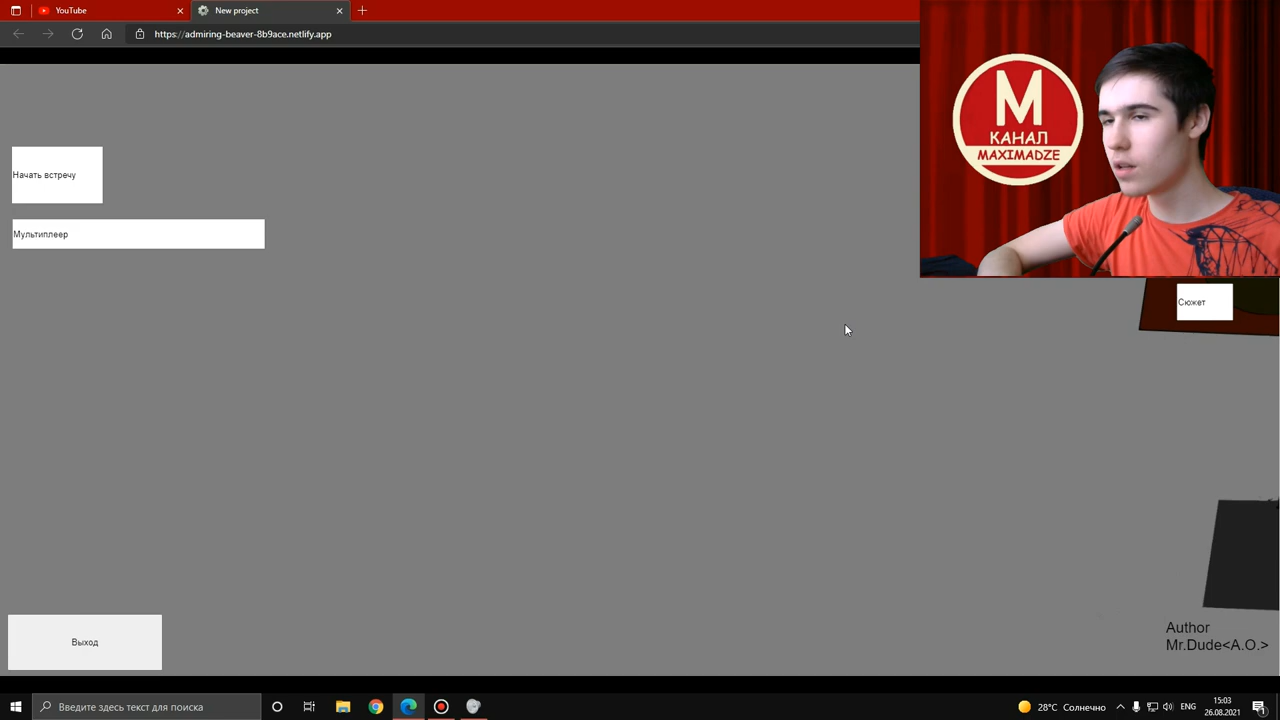 YouTube
New project
https://admiring-beaver-8b9ace.netlify.app
М
КАНАЛ
MAXIMADZE
Начать встречу
Мультиплеер
Сюжет
Выход
Author
Mr.Dude<A.O.>
Введите здесь текст для поиска
28°C Солнечно
ENG
15:03
26.08.2021
1